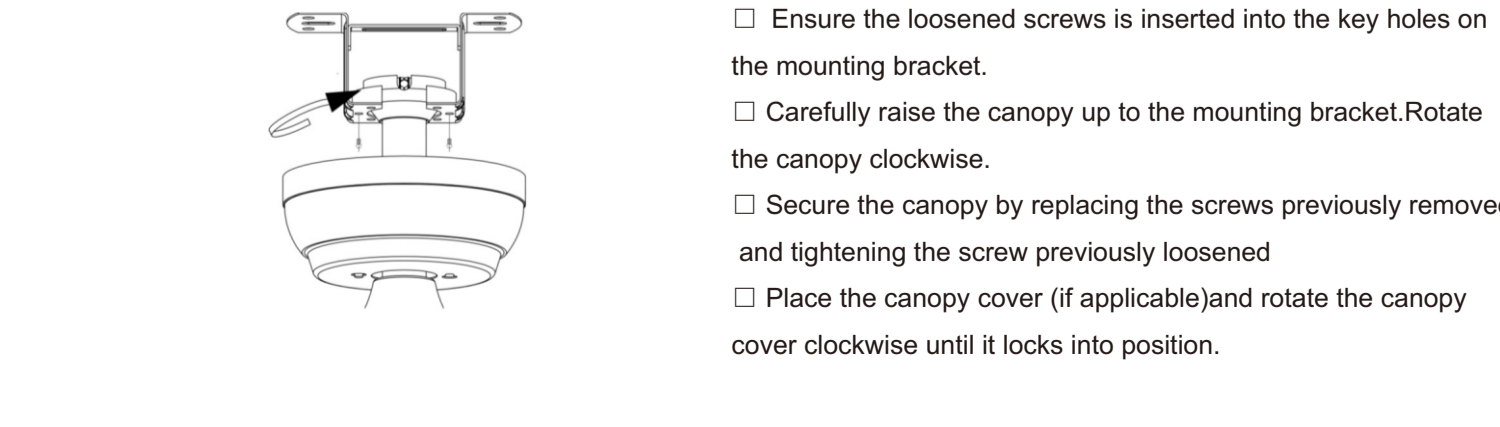 ☐ Ensure the loosened screws is inserted into the key holes on
the mounting bracket.
☐ Carefully raise the canopy up to the mounting bracket.Rotate
the canopy clockwise.
☐ Secure the canopy by replacing the screws previously remove
and tightening the screw previously loosened
☐ Place the canopy cover (if applicable)and rotate the canopy
cover clockwise until it locks into position.